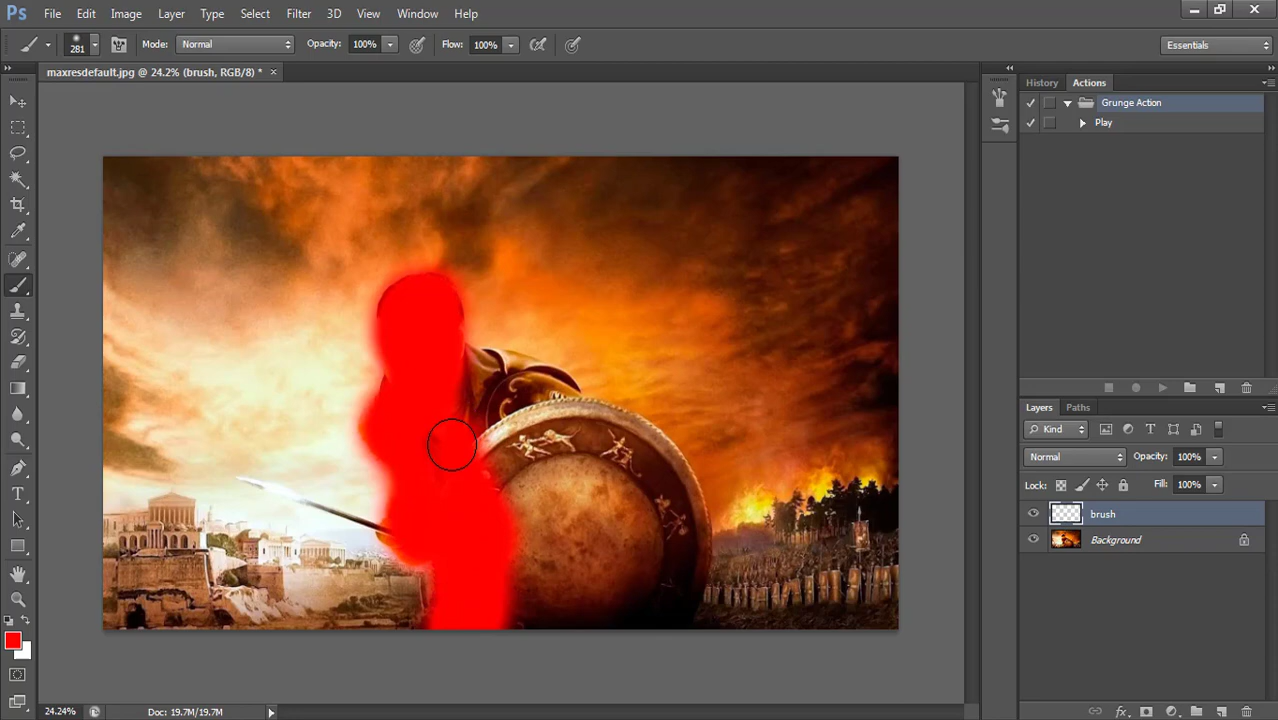 Ps File Edit Image Layer Type Select Filter 3D View Window Help
281 Mode: Normal Opacity: 100% Flow: 100% Essentials
maxresdefault.jpg @ 24.2% (brush, RGB/8) * ×
History Actions
Grunge Action
Play
Layers Paths
Kind
Normal Opacity: 100%
Lock: Fill: 100%
brush
Background
24.24% Doc: 19.7M/19.7M